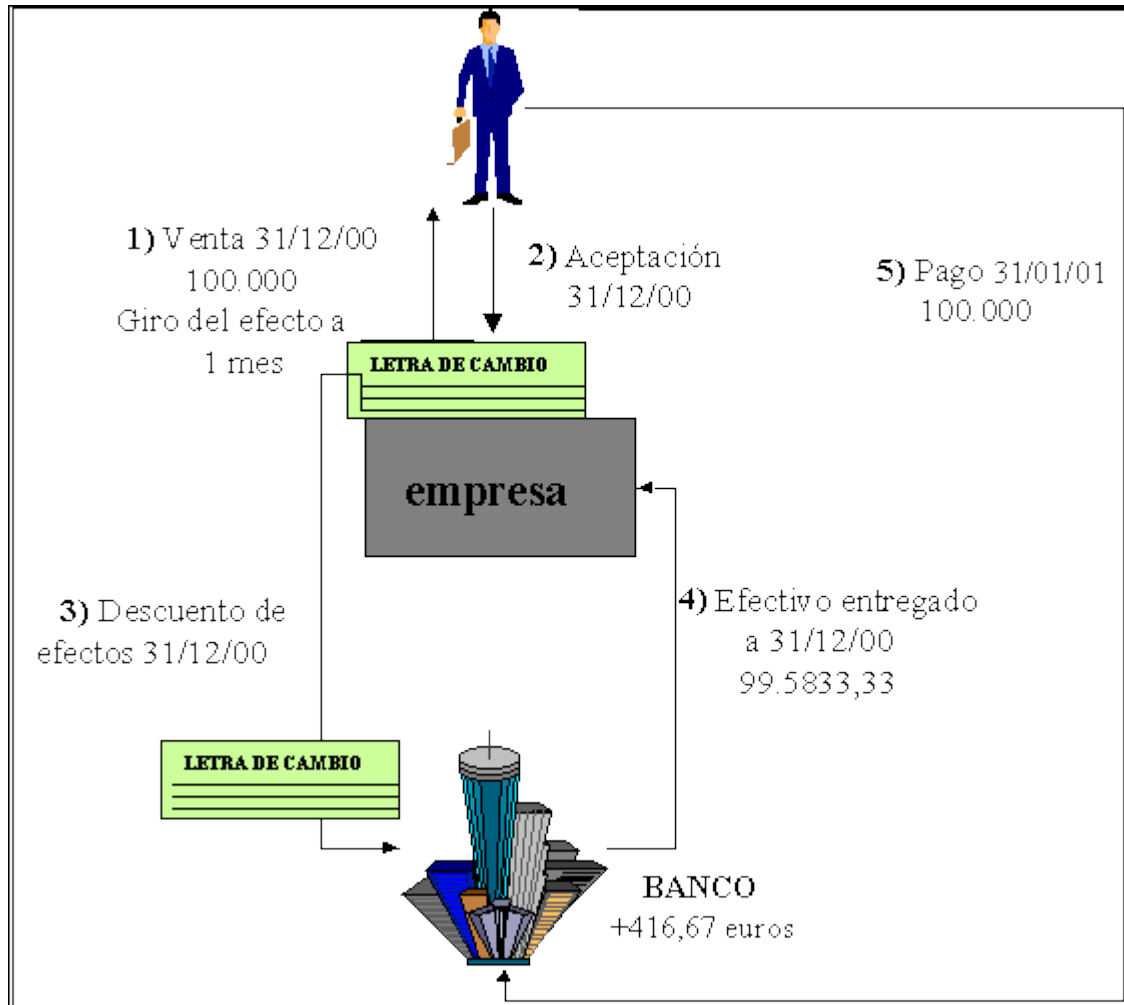 1) Venta 31/12/00
100.000
Giro del efecto a
1 mes
2) Aceptación
31/12/00
5) Pago 31/01/01
100.000
LETRA DE CAMBIO
empresa
3) Descuento de
efectos 31/12/00
4) Efectivo entregado
a 31/12/00
99.5833,33
LETRA DE CAMBIO
BANCO
+416,67 euros